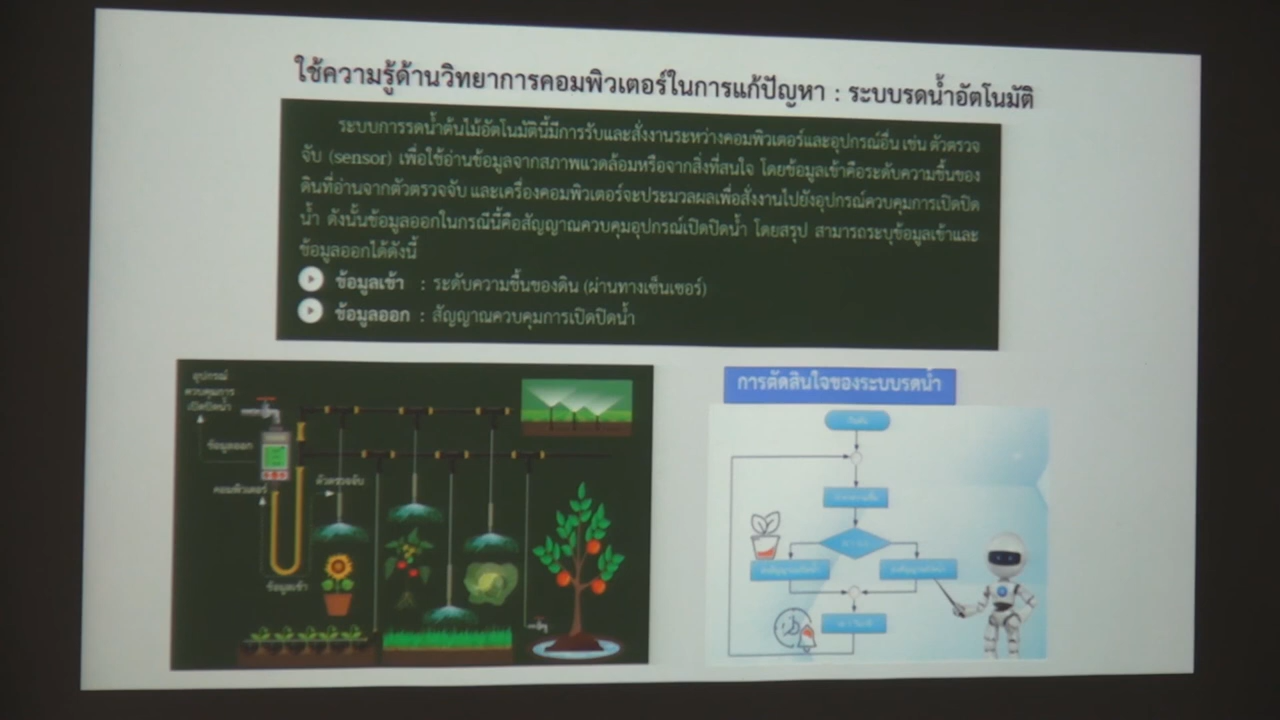 ใช้ความรู้ด้านวิทยาการคอมพิวเตอร์ในการแก้ปัญหา : ระบบรดน้ำอัตโนมัติ
ระบบการรดน้ำต้นไม้อัตโนมัตินี้มีการรับและสั่งงานระหว่างคอมพิวเตอร์และอุปกรณ์อื่น เช่น ตัวตรวจ
จับ (sensor) เพื่อใช้อ่านข้อมูลจากสภาพแวดล้อมหรือจากสิ่งที่สนใจ โดยข้อมูลเข้าคือระดับความชื้นของ
ดินที่อ่านจากตัวตรวจจับ และเครื่องคอมพิวเตอร์จะประมวลผลเพื่อสั่งงานไปยังอุปกรณ์ควบคุมการเปิดปิด
น้ำ ดังนั้นข้อมูลออกในกรณีนี้คือสัญญาณควบคุมอุปกรณ์เปิดปิดน้ำ โดยสรุป สามารถระบุข้อมูลเข้าและ
ข้อมูลออกได้ดังนี้
ข้อมูลเข้า : ระดับความชื้นของดิน (ผ่านทางเซ็นเซอร์)
ข้อมูลออก : สัญญาณควบคุมการเปิดปิดน้ำ
อุปกรณ์
ควบคุมการ
เปิดปิดน้ำ
ข้อมูลออก
คอมพิวเตอร์
ตัวตรวจจับ
ข้อมูลเข้า
การตัดสินใจของระบบรดน้ำ
เริ่มต้น